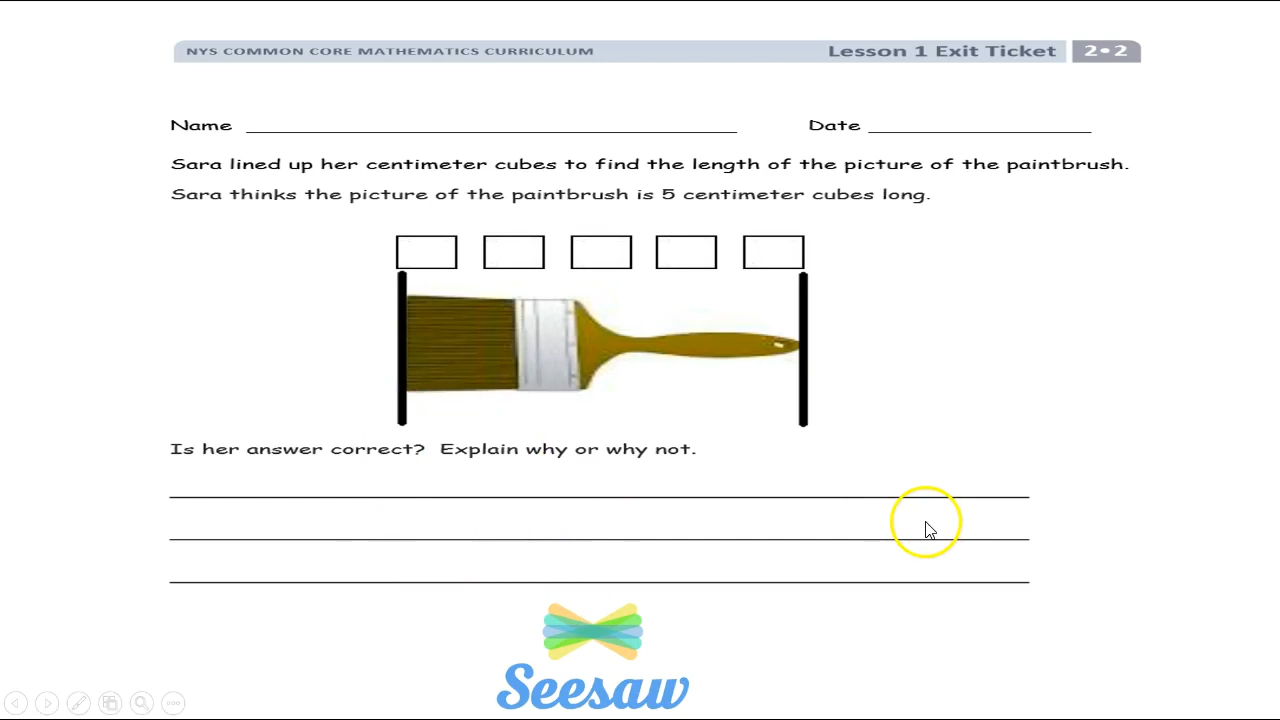 NYS COMMON CORE MATHEMATICS CURRICULUM Lesson 1 Exit Ticket 2•2
Name Date
Sara lined up her centimeter cubes to find the length of the picture of the paintbrush.
Sara thinks the picture of the paintbrush is 5 centimeter cubes long.
Is her answer correct? Explain why or why not.
Seesaw